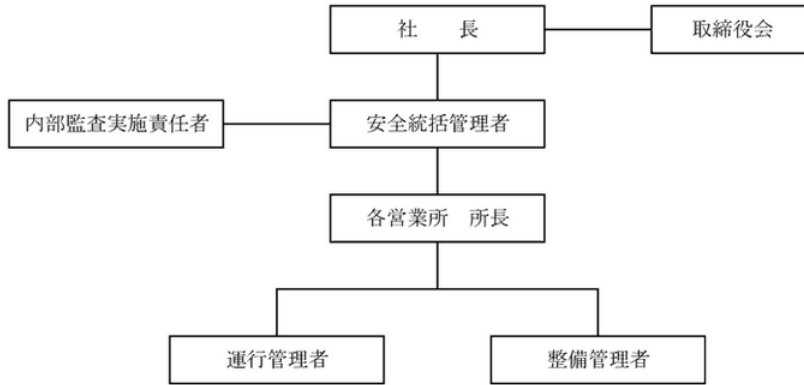 社　　長
取締役会
内部監査実施責任者
安全統括管理者
各営業所　所長
運行管理者
整備管理者